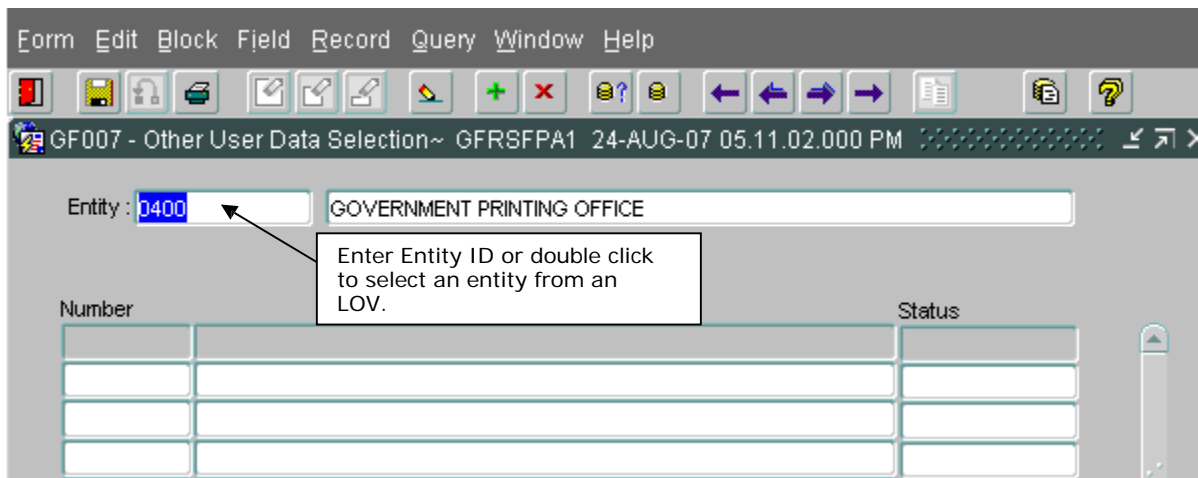 Form Edit Block Field Record Query Window Help
GF007 - Other User Data Selection~ GFRSFPA1 24-AUG-07 05.11.02.000 PM
Entity : 0400 GOVERNMENT PRINTING OFFICE
Enter Entity ID or double click
to select an entity from an
LOV.
Number Status